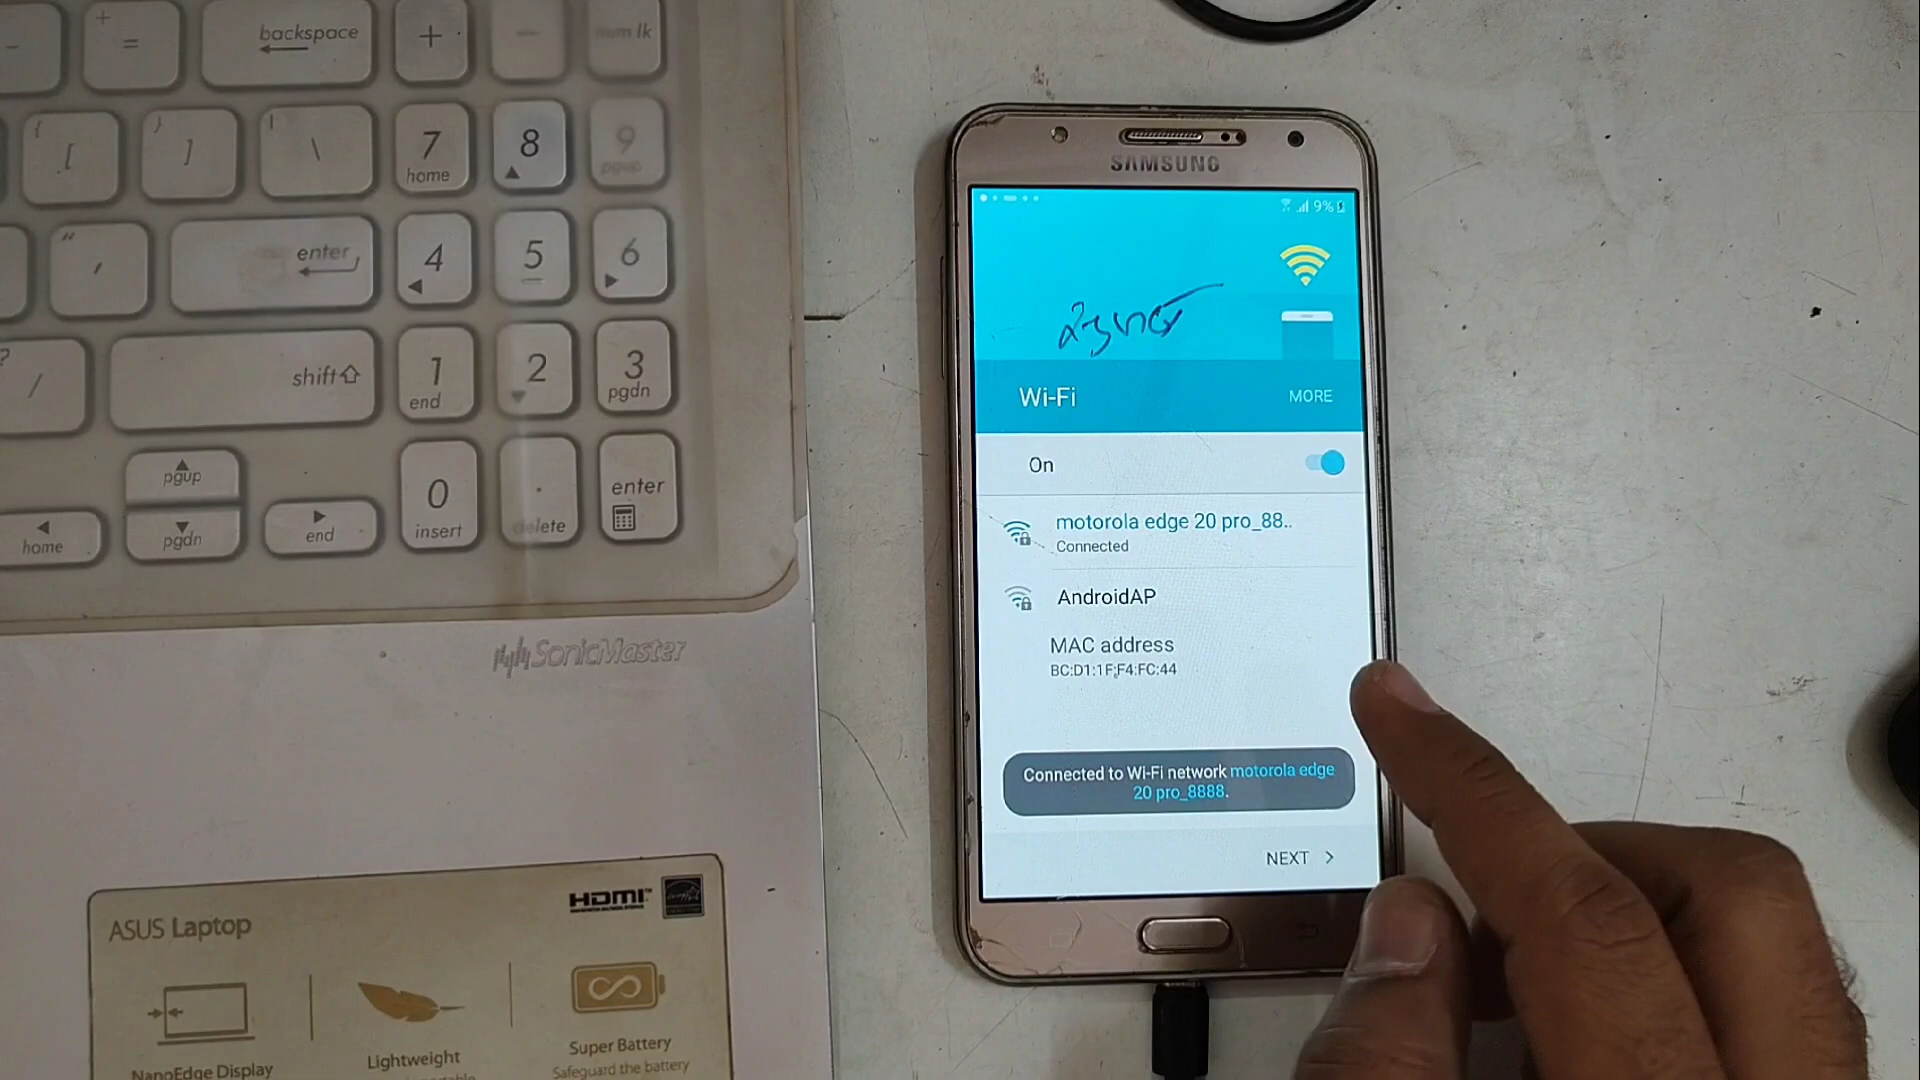 backspace
+
=
-
+
num lk
{
[
}
]
|
\
7
home
8
9
pgup
"
'
enter
4
5
6
?
/
shift
1
end
2
3
pgdn
pgup
home
pgdn
end
0
insert
.
delete
enter
SonicMaster
ASUS Laptop
HDMI
NanoEdge Display
Lightweight
Super Battery
Safeguard the battery
SAMSUNG
9%
Wi-Fi
MORE
On
motorola edge 20 pro_88..
Connected
AndroidAP
MAC address
BC:D1:1F:F4:FC:44
Connected to Wi-Fi network motorola edge
20 pro_8888.
NEXT >